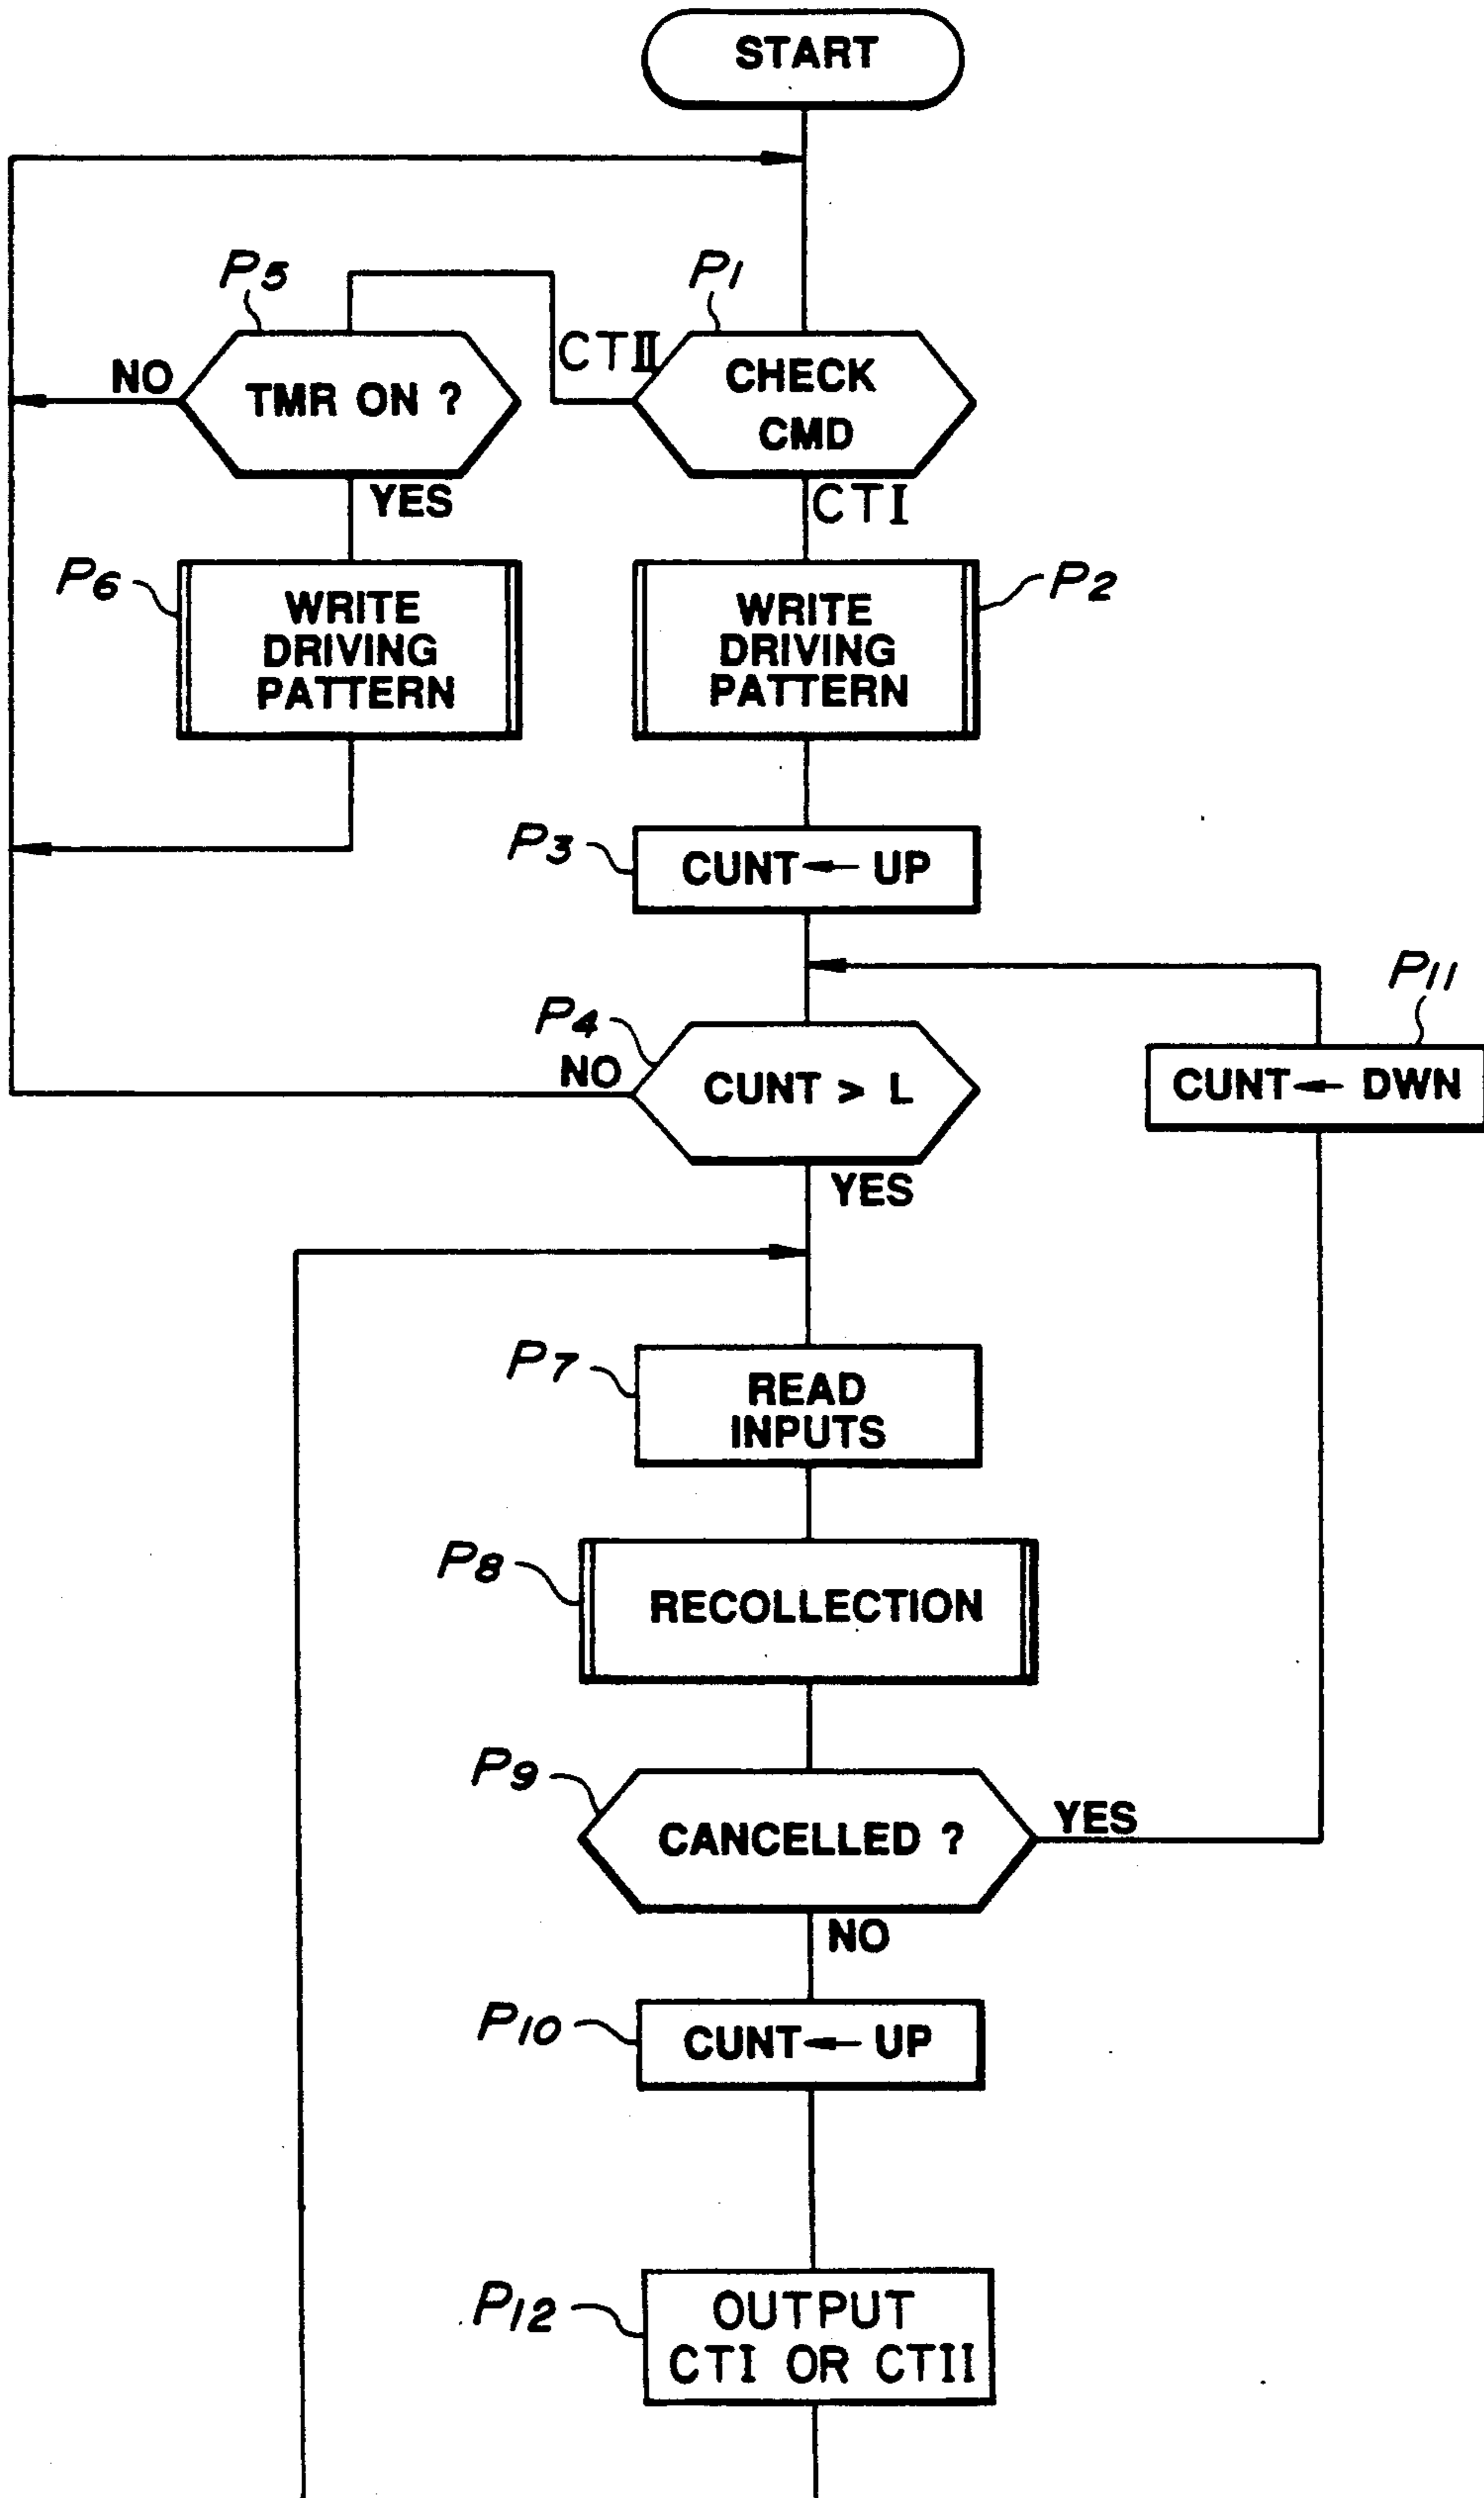 START
P5
P1
NO
TMR ON ?
CTII
CHECK
CMD
YES
CTI
P6
WRITE
DRIVING
PATTERN
WRITE
DRIVING
PATTERN
P2
P3
CUNT ← UP
P11
P4
NO
CUNT > L
CUNT ← DWN
YES
P7
READ
INPUTS
P8
RECOLLECTION
P9
CANCELLED ?
YES
NO
P10
CUNT ← UP
P12
OUTPUT
CTI OR CTII